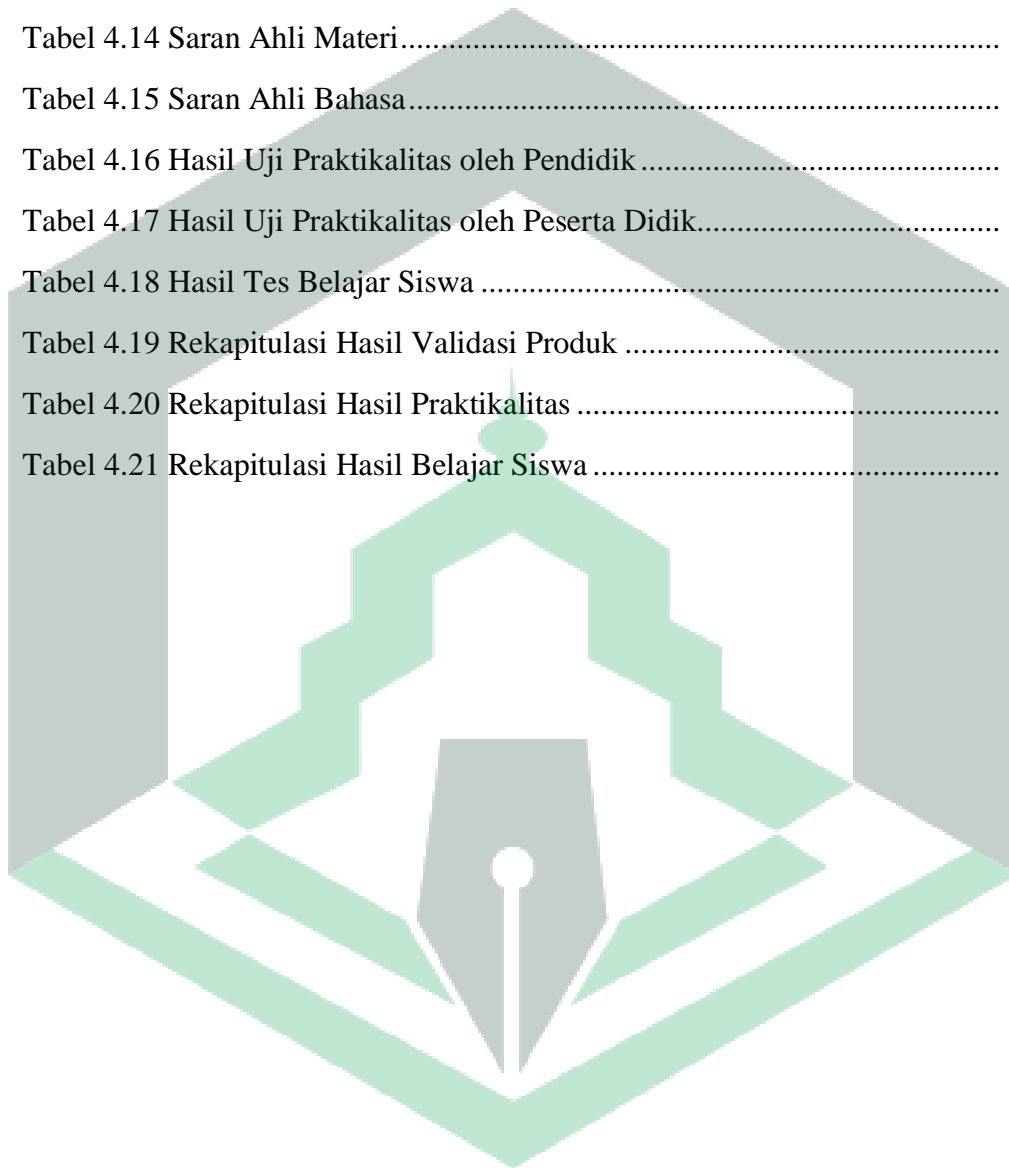 Tabel 4.14 Saran Ahli Materi............................................................................
Tabel 4.15 Saran Ahli Bahasa...........................................................................
Tabel 4.16 Hasil Uji Praktikalitas oleh Pendidik.............................................
Tabel 4.17 Hasil Uji Praktikalitas oleh Peserta Didik......................................
Tabel 4.18 Hasil Tes Belajar Siswa ..................................................................
Tabel 4.19 Rekapitulasi Hasil Validasi Produk ................................................
Tabel 4.20 Rekapitulasi Hasil Praktikalitas ......................................................
Tabel 4.21 Rekapitulasi Hasil Belajar Siswa ....................................................